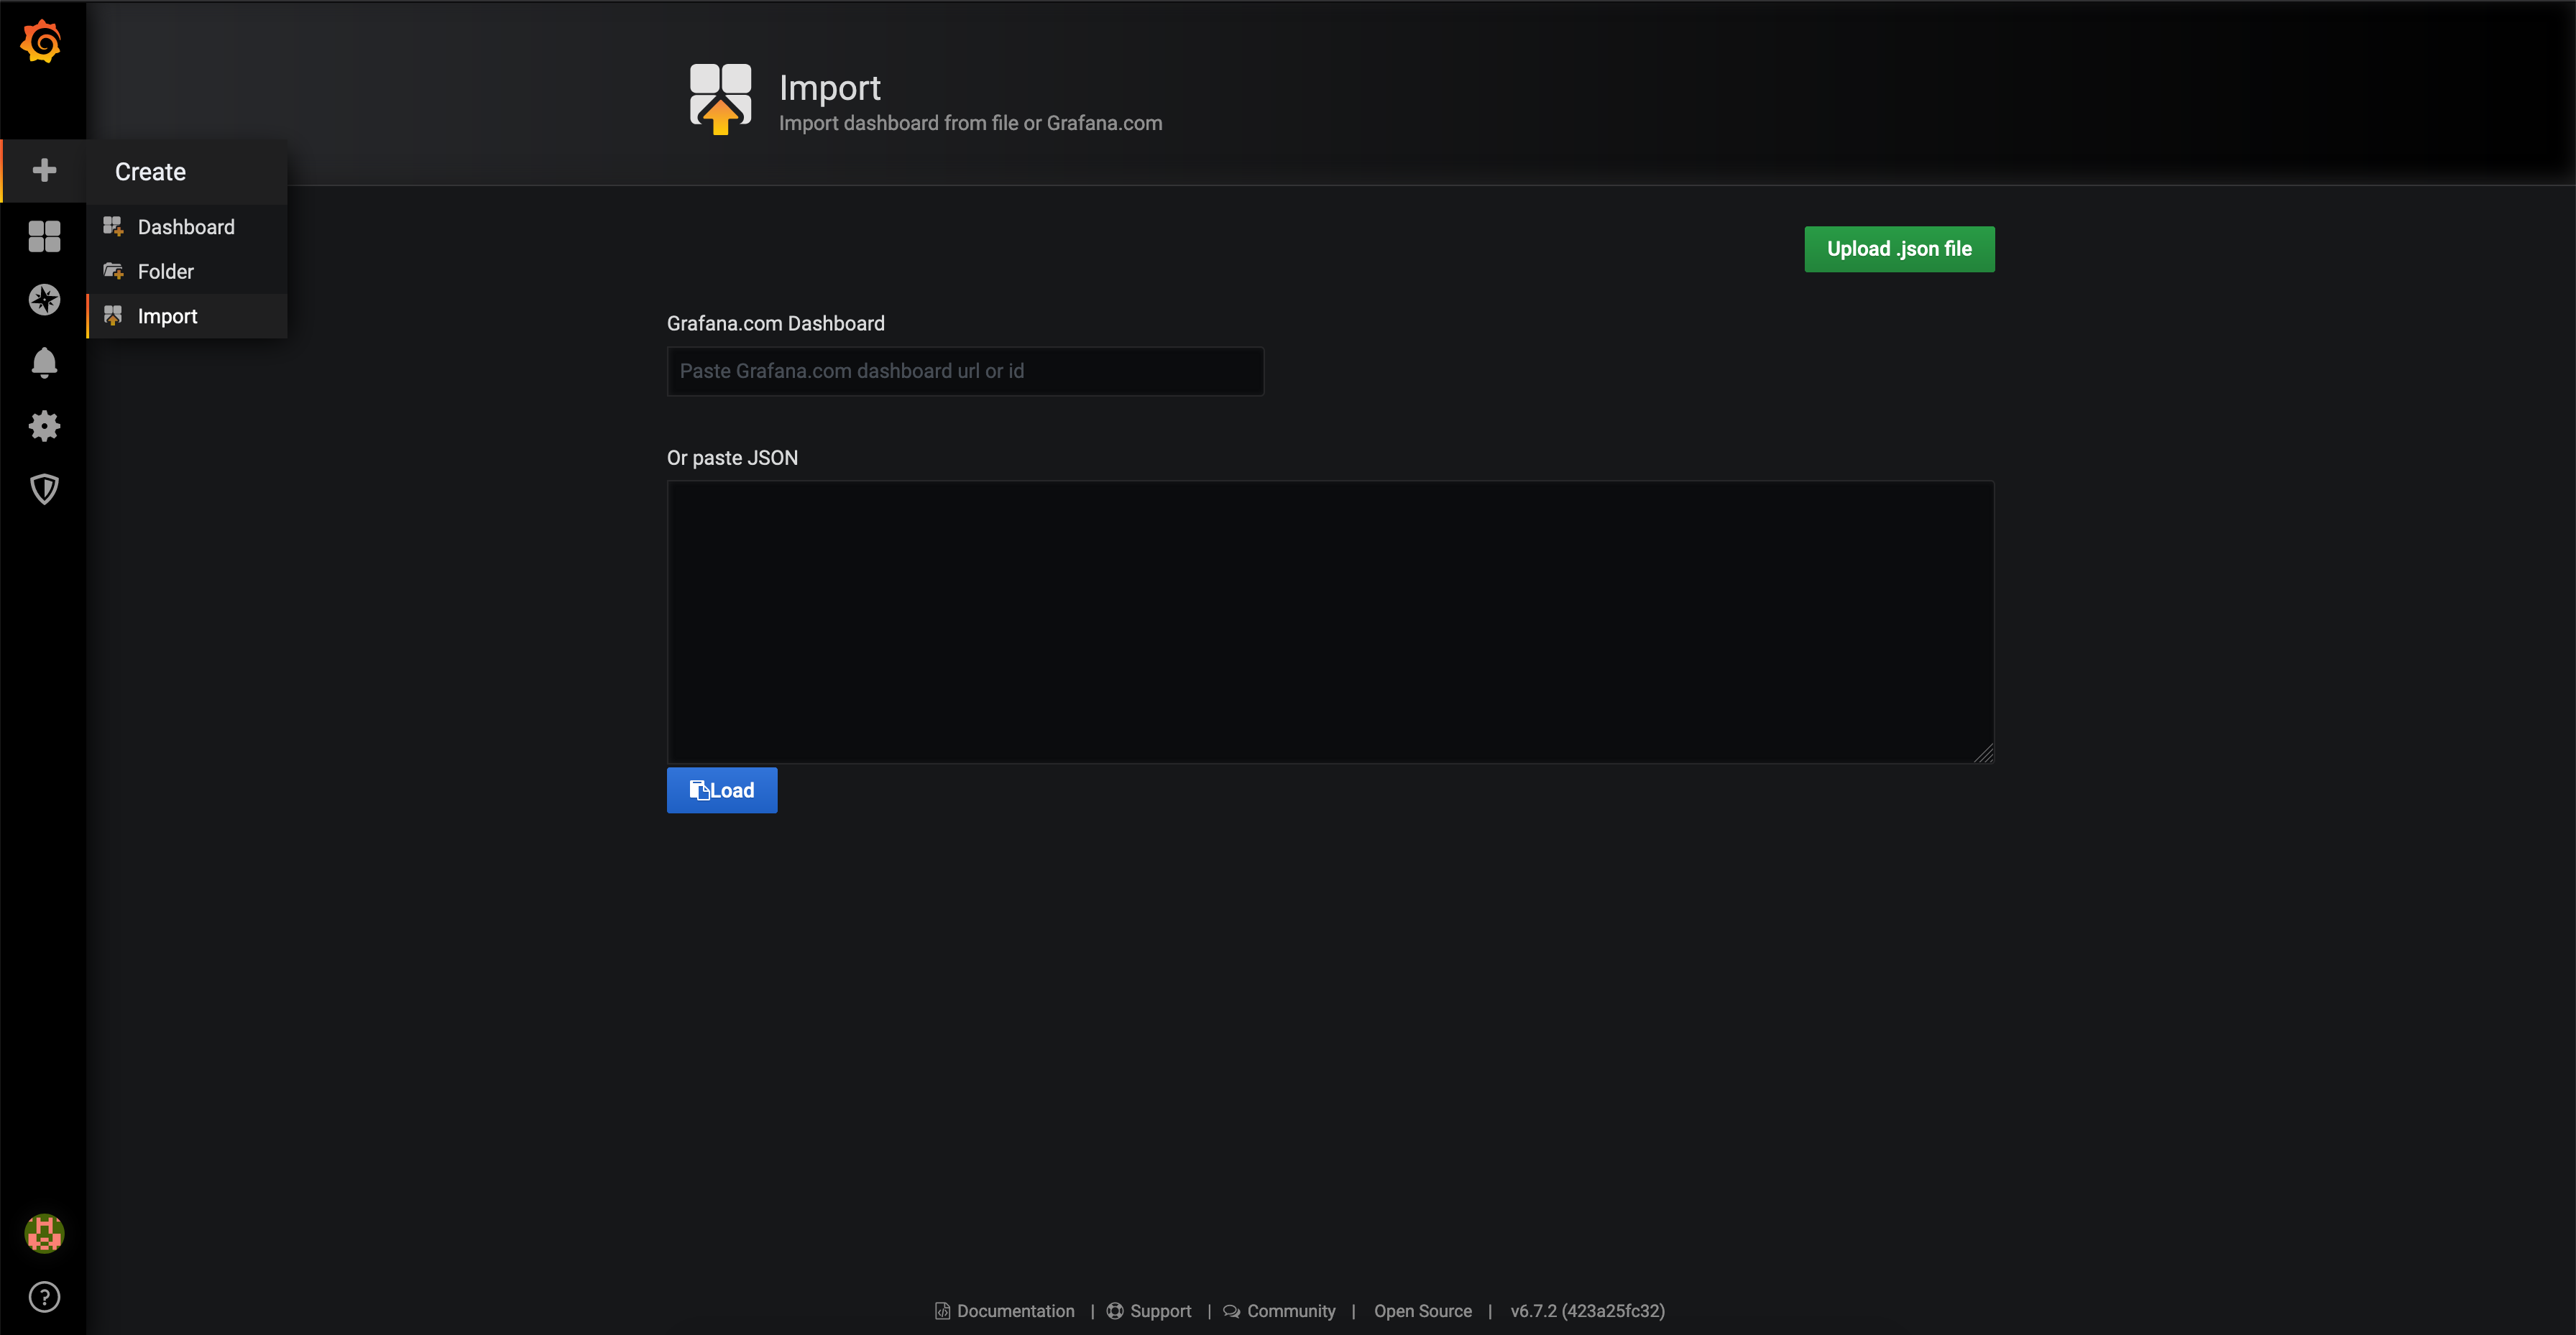 Import
Import dashboard from file or Grafana.com
Create
Dashboard
Folder
Import
Upload .json file
Grafana.com Dashboard
Paste Grafana.com dashboard url or id
Or paste JSON
Load
Documentation | Support | Community | Open Source | v6.7.2 (423a25fc32)